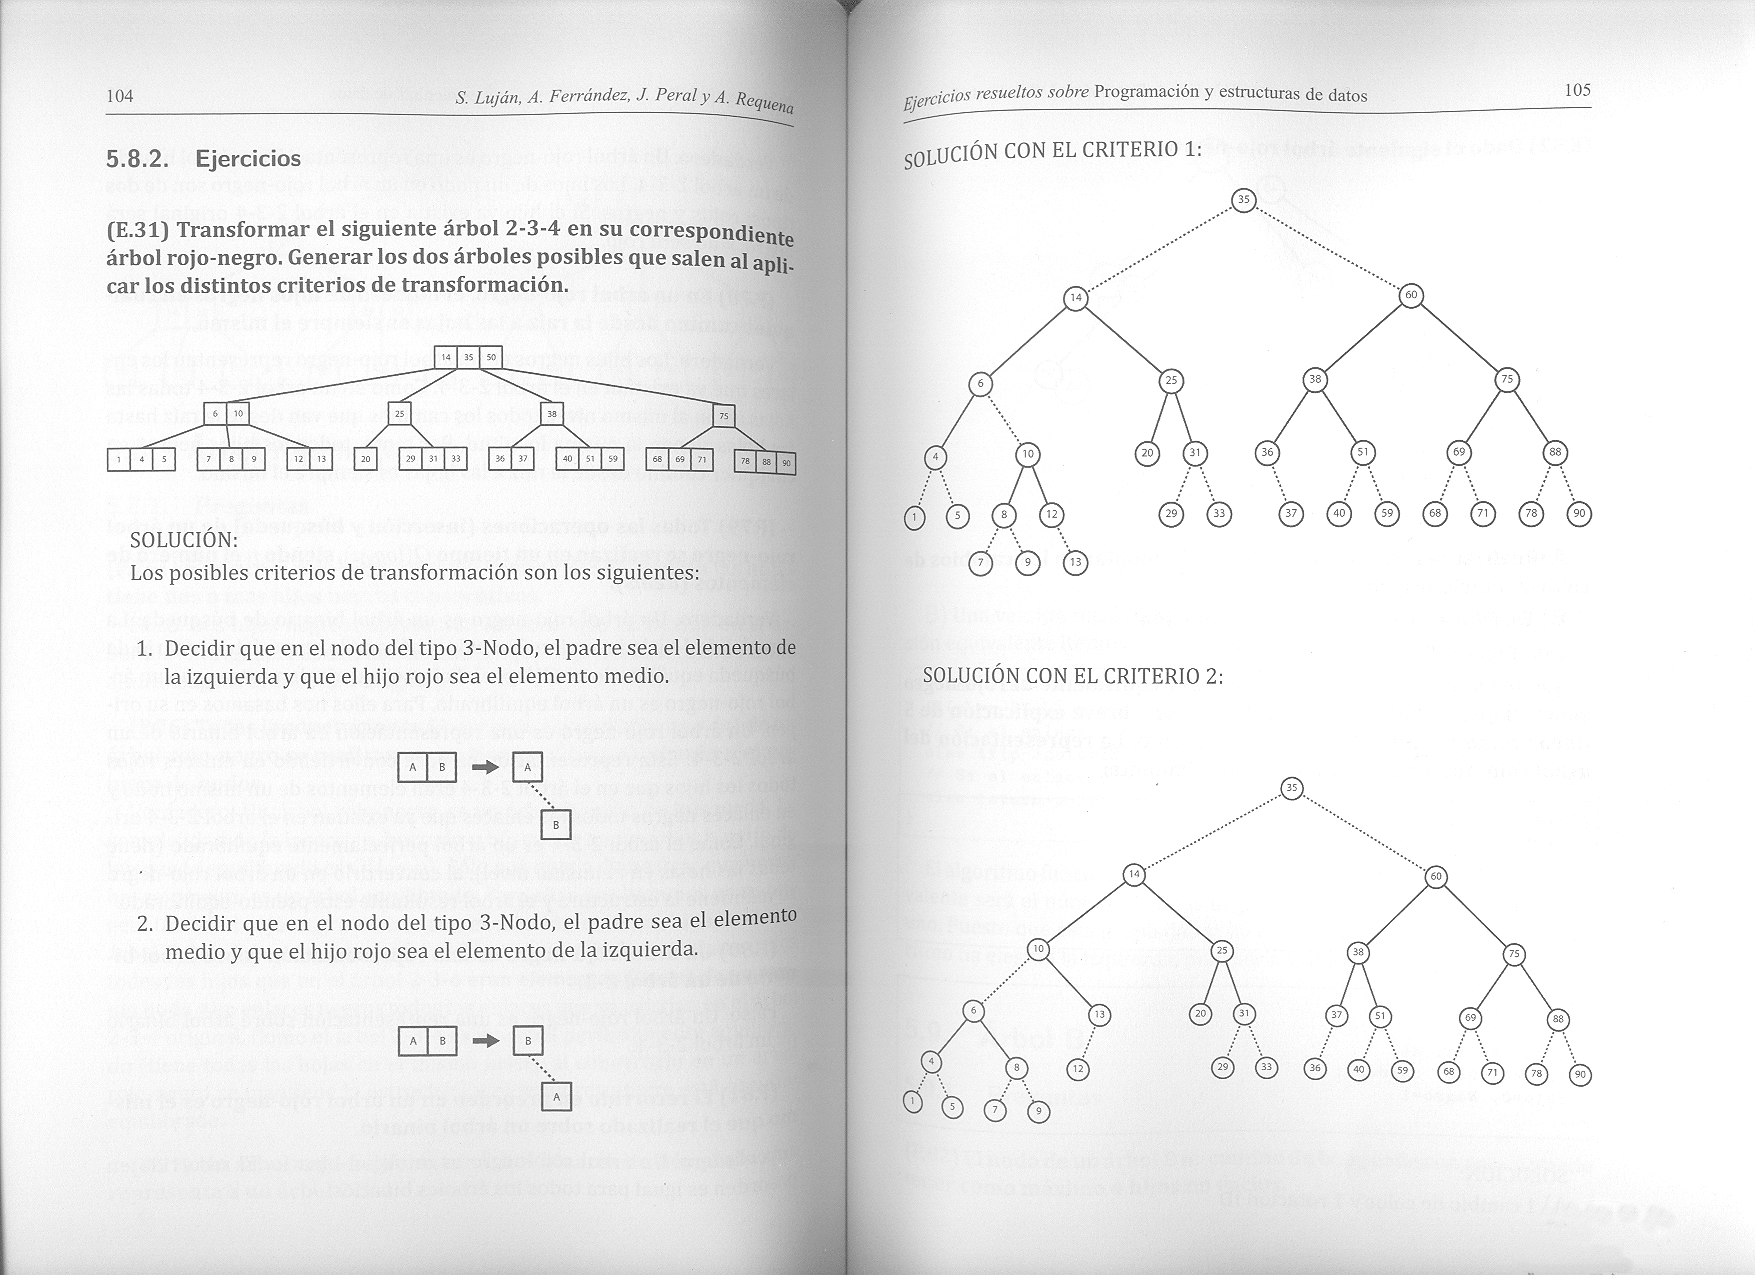 104
S. Luján, A. Ferrández, J. Peral y A. Requena
5.8.2. Ejercicios
(E.31) Transformar el siguiente árbol 2-3-4 en su correspondiente
árbol rojo-negro. Generar los dos árboles posibles que salen al apli-
car los distintos criterios de transformación.
14 35 50
6 10 25 38 75
1 4 5 7 8 9 12 13 20 29 31 33 36 37 40 51 59 68 69 71 78 88 90
SOLUCIÓN:
Los posibles criterios de transformación son los siguientes:
1. Decidir que en el nodo del tipo 3-Nodo, el padre sea el elemento de
la izquierda y que el hijo rojo sea el elemento medio.
A B A
B
2. Decidir que en el nodo del tipo 3-Nodo, el padre sea el elemento
medio y que el hijo rojo sea el elemento de la izquierda.
A B B
A
Ejercicios resueltos sobre Programación y estructuras de datos
105
SOLUCIÓN CON EL CRITERIO 1:
35
14 60
6 25 38 75
4 10 20 31 36 51 69 88
1 5 8 12 29 33 37 40 59 68 71 78 90
7 9 13
SOLUCIÓN CON EL CRITERIO 2:
35
14 60
10 25 38 75
6 13 20 31 37 51 69 88
4 8 12 29 33 36 40 59 68 71 78 90
1 5 7 9